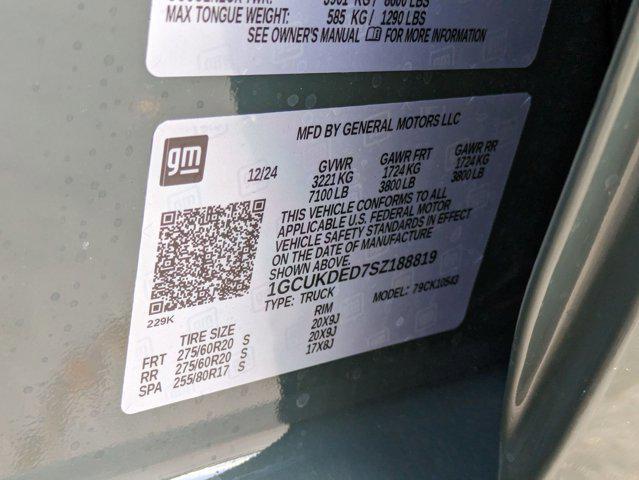 MAX TONGUE WEIGHT: 585 KG / 1290 LBS
SEE OWNER'S MANUAL FOR MORE INFORMATION
MFD BY GENERAL MOTORS LLC
gm
12/24
GVWR GAWR FRT GAWR RR
3221 KG 1724 KG 1724 KG
7100 LB 3800 LB 3800 LB
THIS VEHICLE CONFORMS TO ALL
APPLICABLE U.S. FEDERAL MOTOR
VEHICLE SAFETY STANDARDS IN EFFECT
ON THE DATE OF MANUFACTURE
SHOWN ABOVE.
1GCUKDED7SZ188819
TYPE: TRUCK MODEL: 79CK10543
229K
TIRE SIZE RIM
FRT 275/60R20 S 20X9J
RR 275/60R20 S 20X9J
SPA 255/80R17 S 17X8J